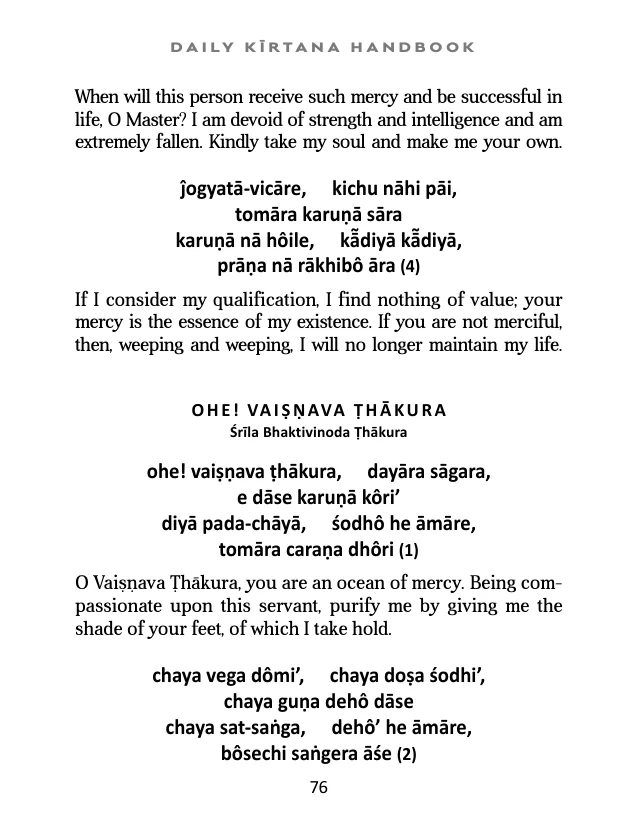 DAILY KĪRTANA HANDBOOK
When will this person receive such mercy and be successful in
life, O Master? I am devoid of strength and intelligence and am
extremely fallen. Kindly take my soul and make me your own.
ĵogyatā-vicāre, kichu nāhi pāi,
tomāra karuṇā sāra
karuṇā nā hôile, kā̐diyā kā̐diyā,
prāṇa nā rākhibô āra (4)
If I consider my qualification, I find nothing of value; your
mercy is the essence of my existence. If you are not merciful,
then, weeping and weeping, I will no longer maintain my life.
OHE! VAIṢṆAVA ṬHĀKURA
Śrīla Bhaktivinoda Ṭhākura
ohe! vaiṣṇava ṭhākura, dayāra sāgara,
e dāse karuṇā kôri’
diyā pada-chāyā, śodhô he āmāre,
tomāra caraṇa dhôri (1)
O Vaiṣṇava Ṭhākura, you are an ocean of mercy. Being com-
passionate upon this servant, purify me by giving me the
shade of your feet, of which I take hold.
chaya vega dômi’, chaya doṣa śodhi’,
chaya guṇa dehô dāse
chaya sat-saṅga, dehô’ he āmāre,
bôsechi saṅgera āśe (2)
76